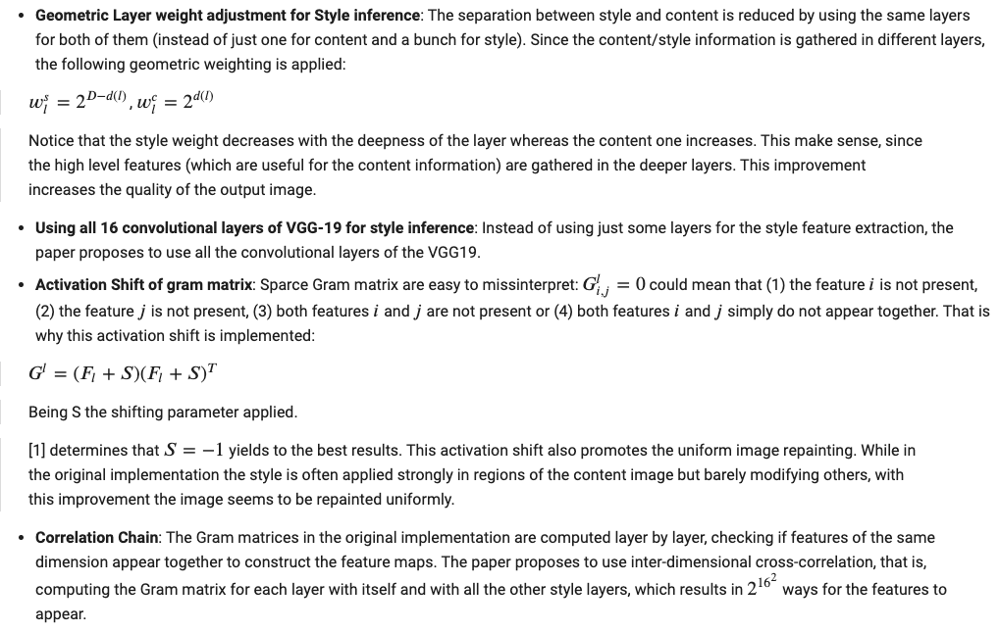 • Geometric Layer weight adjustment for Style inference: The separation between style and content is reduced by using the same layers
for both of them (instead of just one for content and a bunch for style). Since the content/style information is gathered in different layers,
the following geometric weighting is applied:
w_l^s = 2^{D−d(l)}, w_l^c = 2^{d(l)}
Notice that the style weight decreases with the deepness of the layer whereas the content one increases. This make sense, since
the high level features (which are useful for the content information) are gathered in the deeper layers. This improvement
increases the quality of the output image.
• Using all 16 convolutional layers of VGG-19 for style inference: Instead of using just some layers for the style feature extraction, the
paper proposes to use all the convolutional layers of the VGG19.
• Activation Shift of gram matrix: Sparce Gram matrix are easy to missinterpret: G^l_{i,j} = 0 could mean that (1) the feature i is not present,
(2) the feature j is not present, (3) both features i and j are not present or (4) both features i and j simply do not appear together. That is
why this activation shift is implemented:
G^l = (F_l + S)(F_l + S)^T
Being S the shifting parameter applied.
[1] determines that S = −1 yields to the best results. This activation shift also promotes the uniform image repainting. While in
the original implementation the style is often applied strongly in regions of the content image but barely modifying others, with
this improvement the image seems to be repainted uniformly.
• Correlation Chain: The Gram matrices in the original implementation are computed layer by layer, checking if features of the same
dimension appear together to construct the feature maps. The paper proposes to use inter-dimensional cross-correlation, that is,
computing the Gram matrix for each layer with itself and with all the other style layers, which results in 2^{16^2} ways for the features to
appear.